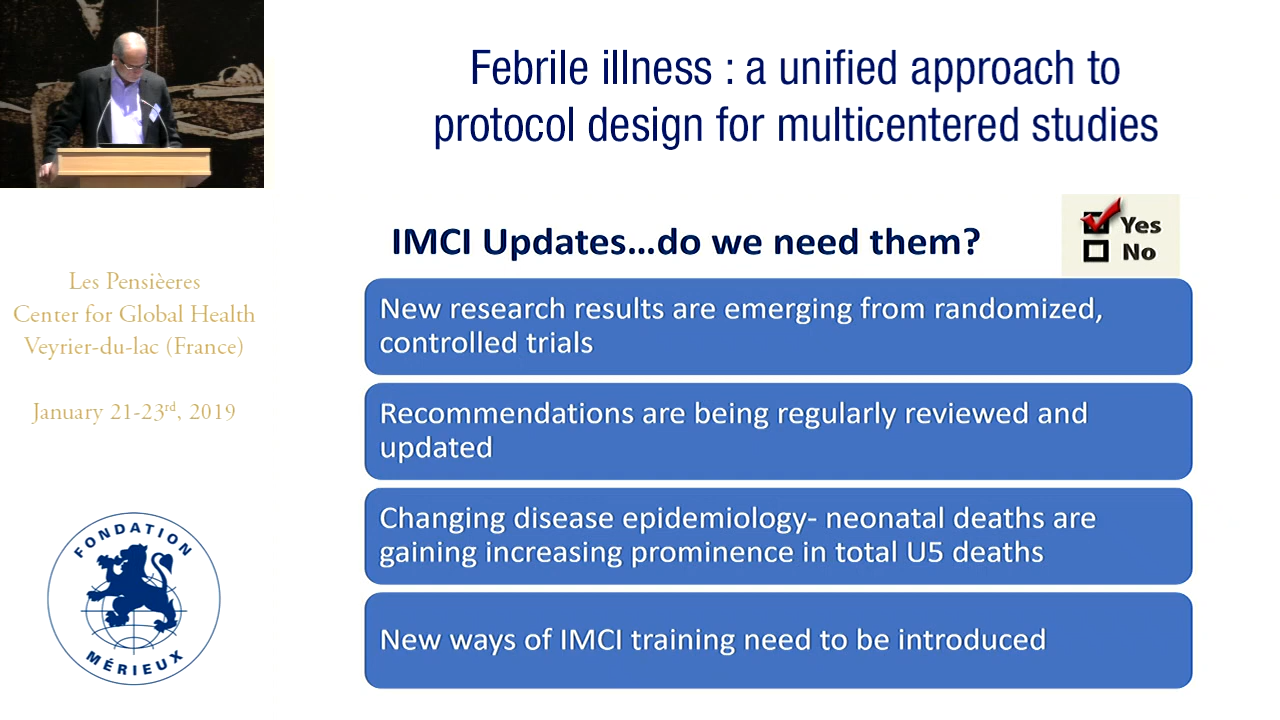 Febrile illness : a unified approach to
protocol design for multicentered studies
IMCI Updates...do we need them?
Yes
No
New research results are emerging from randomized,
controlled trials
Recommendations are being regularly reviewed and
updated
Changing disease epidemiology- neonatal deaths are
gaining increasing prominence in total U5 deaths
New ways of IMCI training need to be introduced
Les Pensièeres
Center for Global Health
Veyrier-du-lac (France)
January 21-23rd, 2019
FONDATION
MÉRIEUX